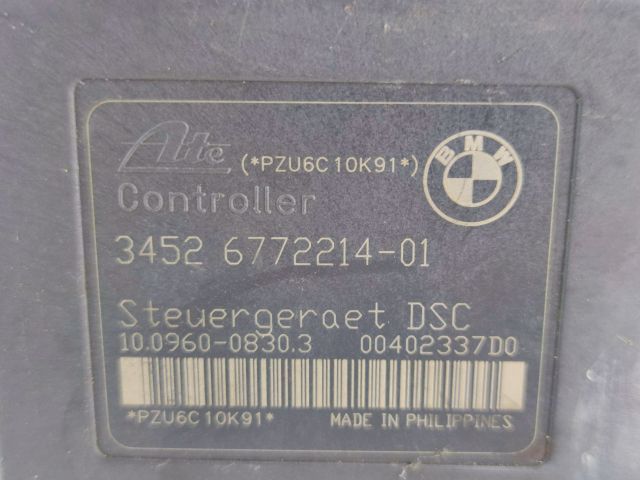 Ate (*PZU6C10K91*) BMW
Controller
3452 6772214-01
Steuergeraet DSC
10.0960-0830.3 00402337D0
*PZU6C10K91* MADE IN PHILIPPINES